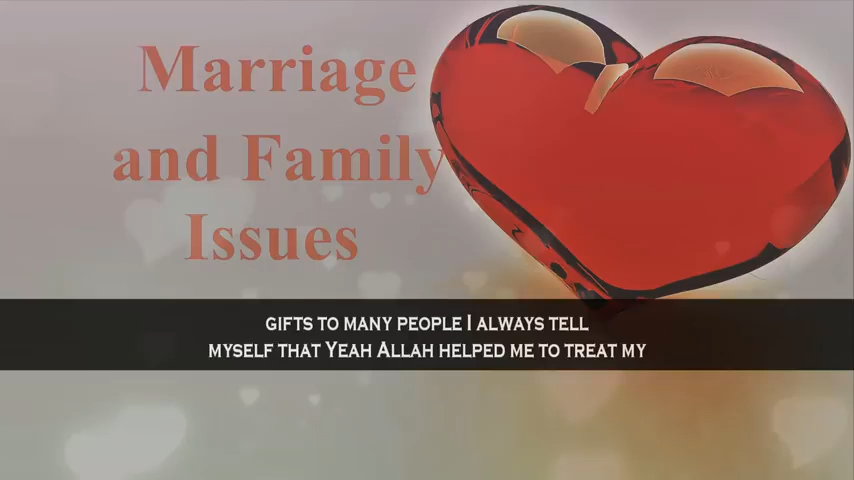 Marriage
and Family
Issues
GIFTS TO MANY PEOPLE I ALWAYS TELL
MYSELF THAT YEAH ALLAH HELPED ME TO TREAT MY